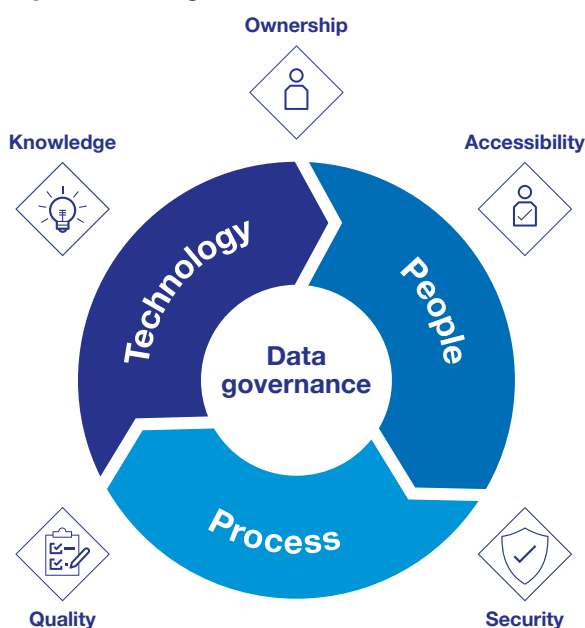 Ownership
Knowledge
Accessibility
Technology
People
Data
governance
Process
Quality
Security